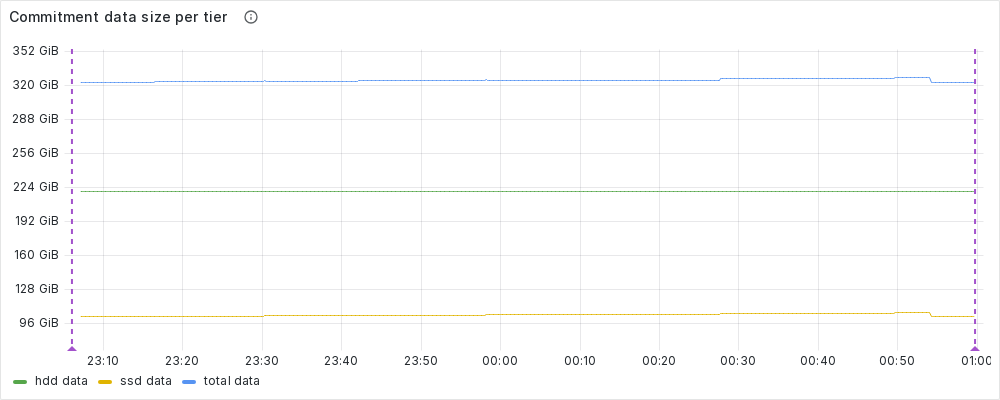 Commitment data size per tier
352 GiB
320 GiB
288 GiB
256 GiB
224 GiB
192 GiB
160 GiB
128 GiB
96 GiB
23:10 23:20 23:30 23:40 23:50 00:00 00:10 00:20 00:30 00:40 00:50 01:00
hdd data ssd data total data